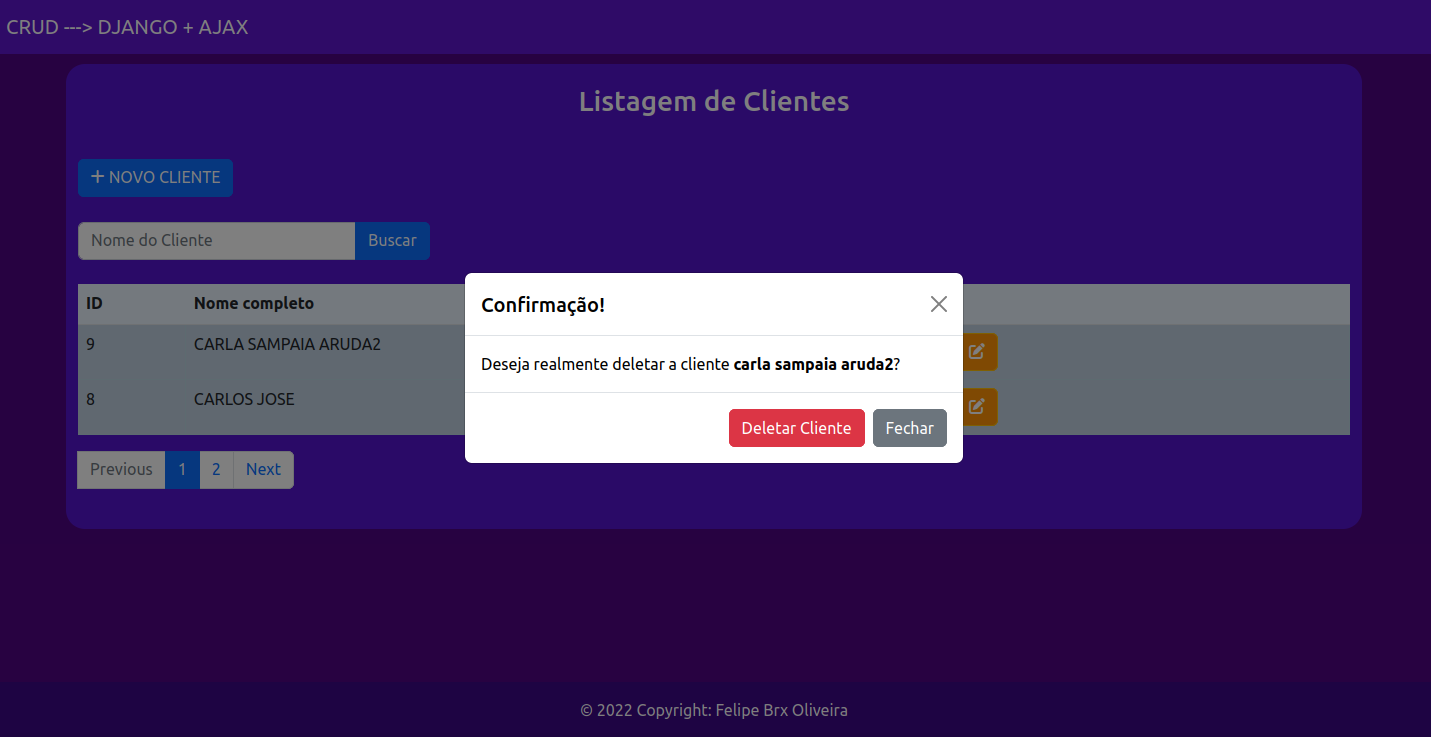 CRUD ---> DJANGO + AJAX
Listagem de Clientes
+ NOVO CLIENTE
Nome do Cliente Buscar
ID Nome completo
9 CARLA SAMPAIA ARUDA2
8 CARLOS JOSE
Confirmação!
Deseja realmente deletar a cliente carla sampaia aruda2?
Deletar Cliente Fechar
Previous 1 2 Next
© 2022 Copyright: Felipe Brx Oliveira